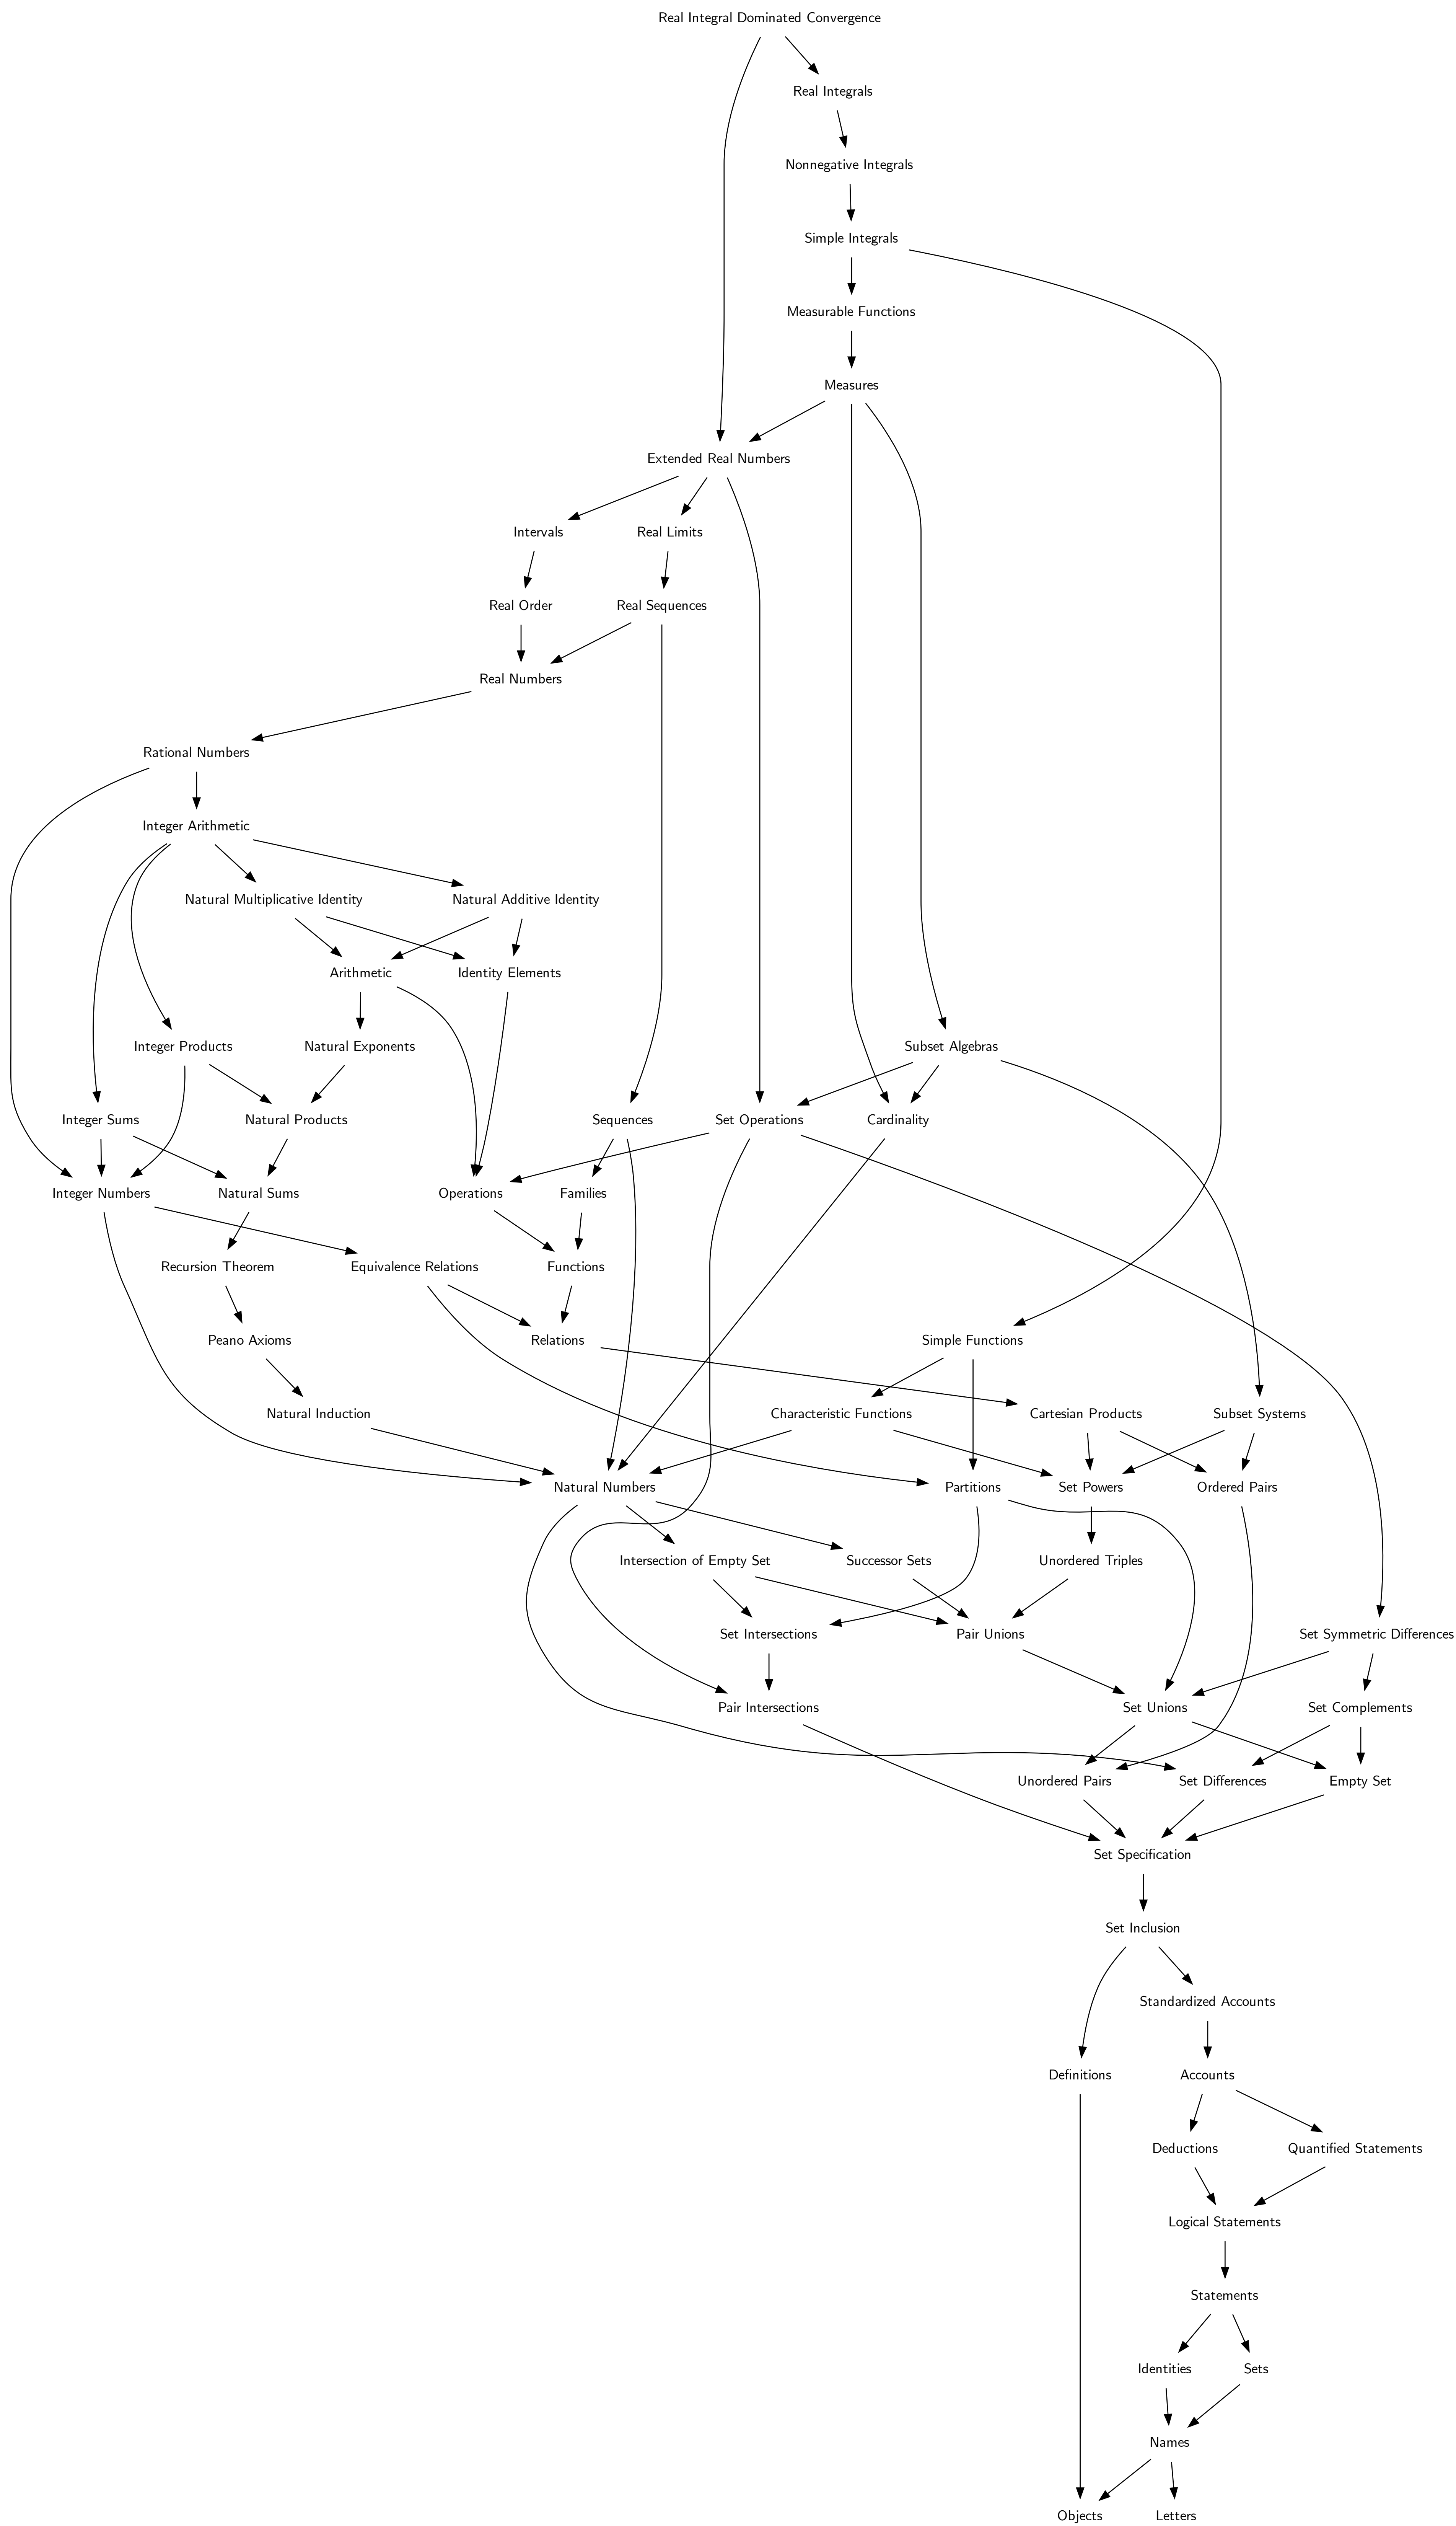 Real Integral Dominated Convergence
Real Integrals
Nonnegative Integrals
Simple Integrals
Measurable Functions
Measures
Extended Real Numbers
Intervals
Real Limits
Real Order
Real Sequences
Real Numbers
Rational Numbers
Integer Arithmetic
Natural Multiplicative Identity
Natural Additive Identity
Arithmetic
Identity Elements
Integer Products
Natural Exponents
Subset Algebras
Integer Sums
Natural Products
Sequences
Set Operations
Cardinality
Integer Numbers
Natural Sums
Operations
Families
Recursion Theorem
Equivalence Relations
Functions
Peano Axioms
Relations
Simple Functions
Natural Induction
Characteristic Functions
Cartesian Products
Subset Systems
Natural Numbers
Partitions
Set Powers
Ordered Pairs
Intersection of Empty Set
Successor Sets
Unordered Triples
Set Intersections
Pair Unions
Set Symmetric Differences
Pair Intersections
Set Unions
Set Complements
Unordered Pairs
Set Differences
Empty Set
Set Specification
Set Inclusion
Standardized Accounts
Definitions
Accounts
Deductions
Quantified Statements
Logical Statements
Statements
Identities
Sets
Names
Objects
Letters